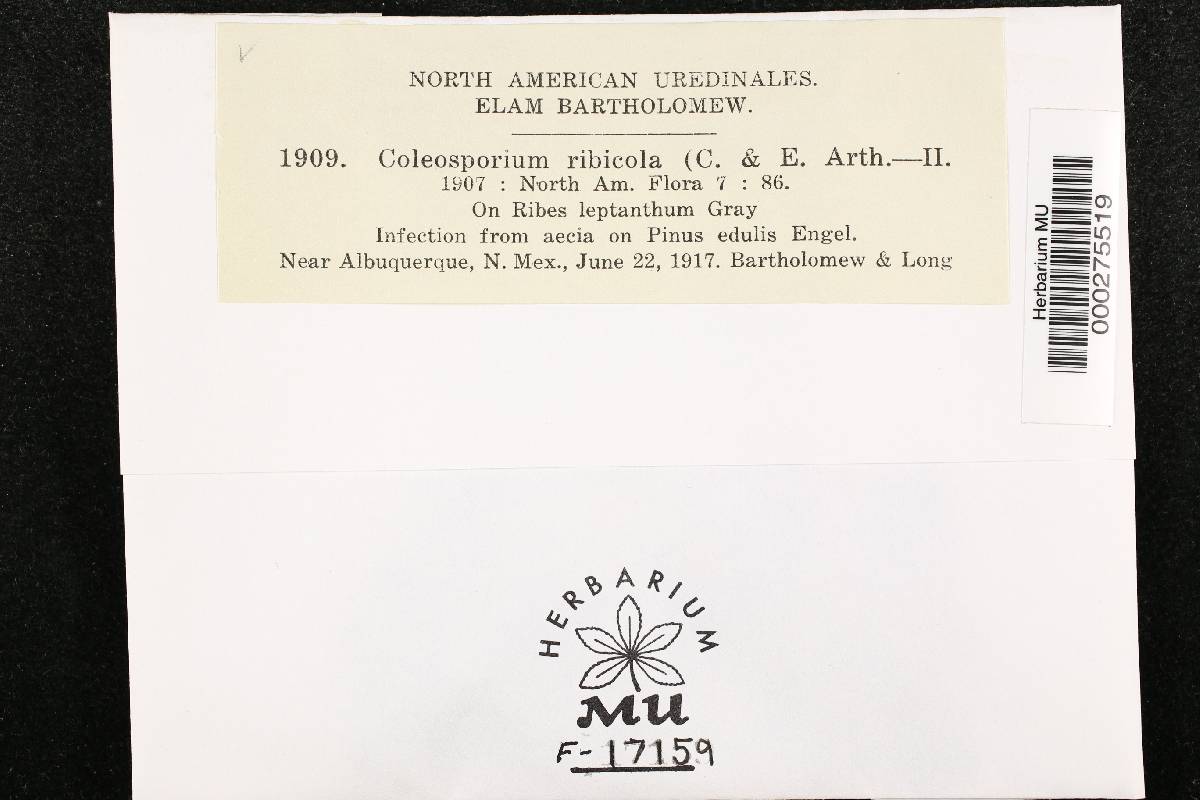 NORTH AMERICAN UREDINALES.
ELAM BARTHOLOMEW.
1909. Coleosporium ribicola (C. & E. Arth.—II.
1907 : North Am. Flora 7 : 86.
On Ribes leptanthum Gray
Infection from aecia on Pinus edulis Engel.
Near Albuquerque, N. Mex., June 22, 1917. Bartholomew & Long
Herbarium MU
000275519
HERBARIUM
MU
F-17159